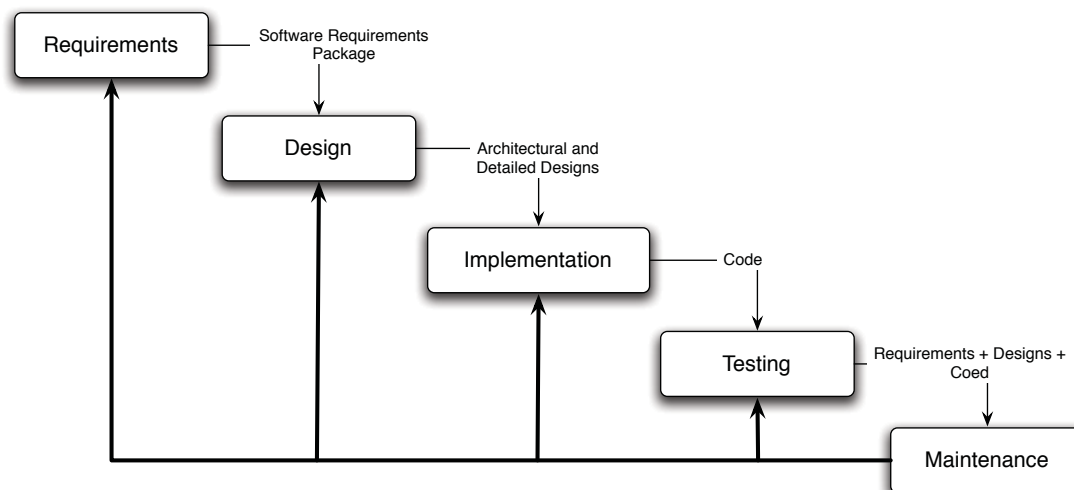 Requirements
Software Requirements
Package
Design
Architectural and
Detailed Designs
Implementation
Code
Testing
Requirements + Designs +
Coed
Maintenance